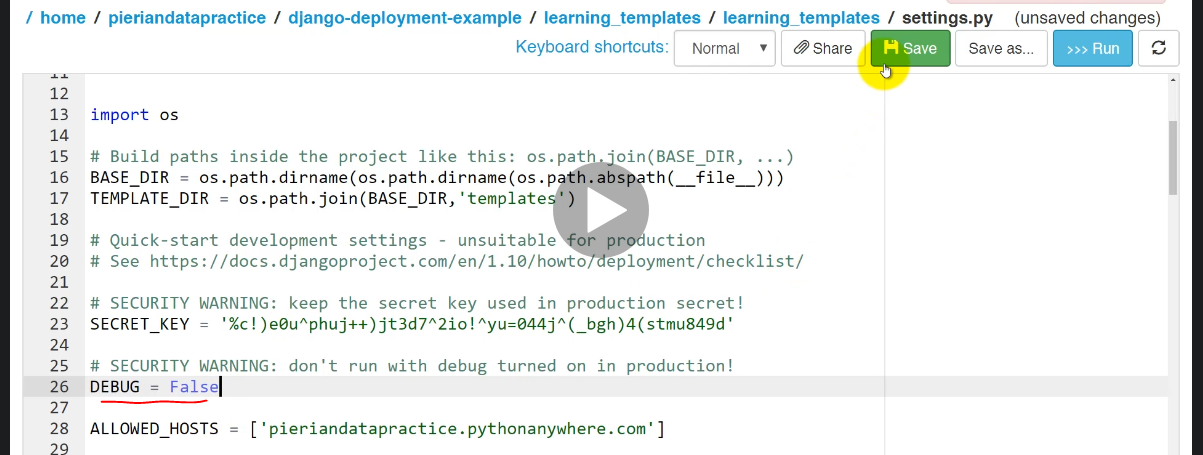 / home / pieriandatapractice / django-deployment-example / learning_templates / learning_templates / settings.py (unsaved changes)
Keyboard shortcuts: Normal Share Save Save as... >>> Run
11
12
13 import os
14
15 # Build paths inside the project like this: os.path.join(BASE_DIR, ...)
16 BASE_DIR = os.path.dirname(os.path.dirname(os.path.abspath(__file__)))
17 TEMPLATE_DIR = os.path.join(BASE_DIR,'templates')
18
19 # Quick-start development settings - unsuitable for production
20 # See https://docs.djangoproject.com/en/1.10/howto/deployment/checklist/
21
22 # SECURITY WARNING: keep the secret key used in production secret!
23 SECRET_KEY = '%c!)e0u^phuj++)jt3d7^2io!^yu=044j^(_bgh)4(stmu849d'
24
25 # SECURITY WARNING: don't run with debug turned on in production!
26 DEBUG = False
27
28 ALLOWED_HOSTS = ['pieriandatapractice.pythonanywhere.com']
29